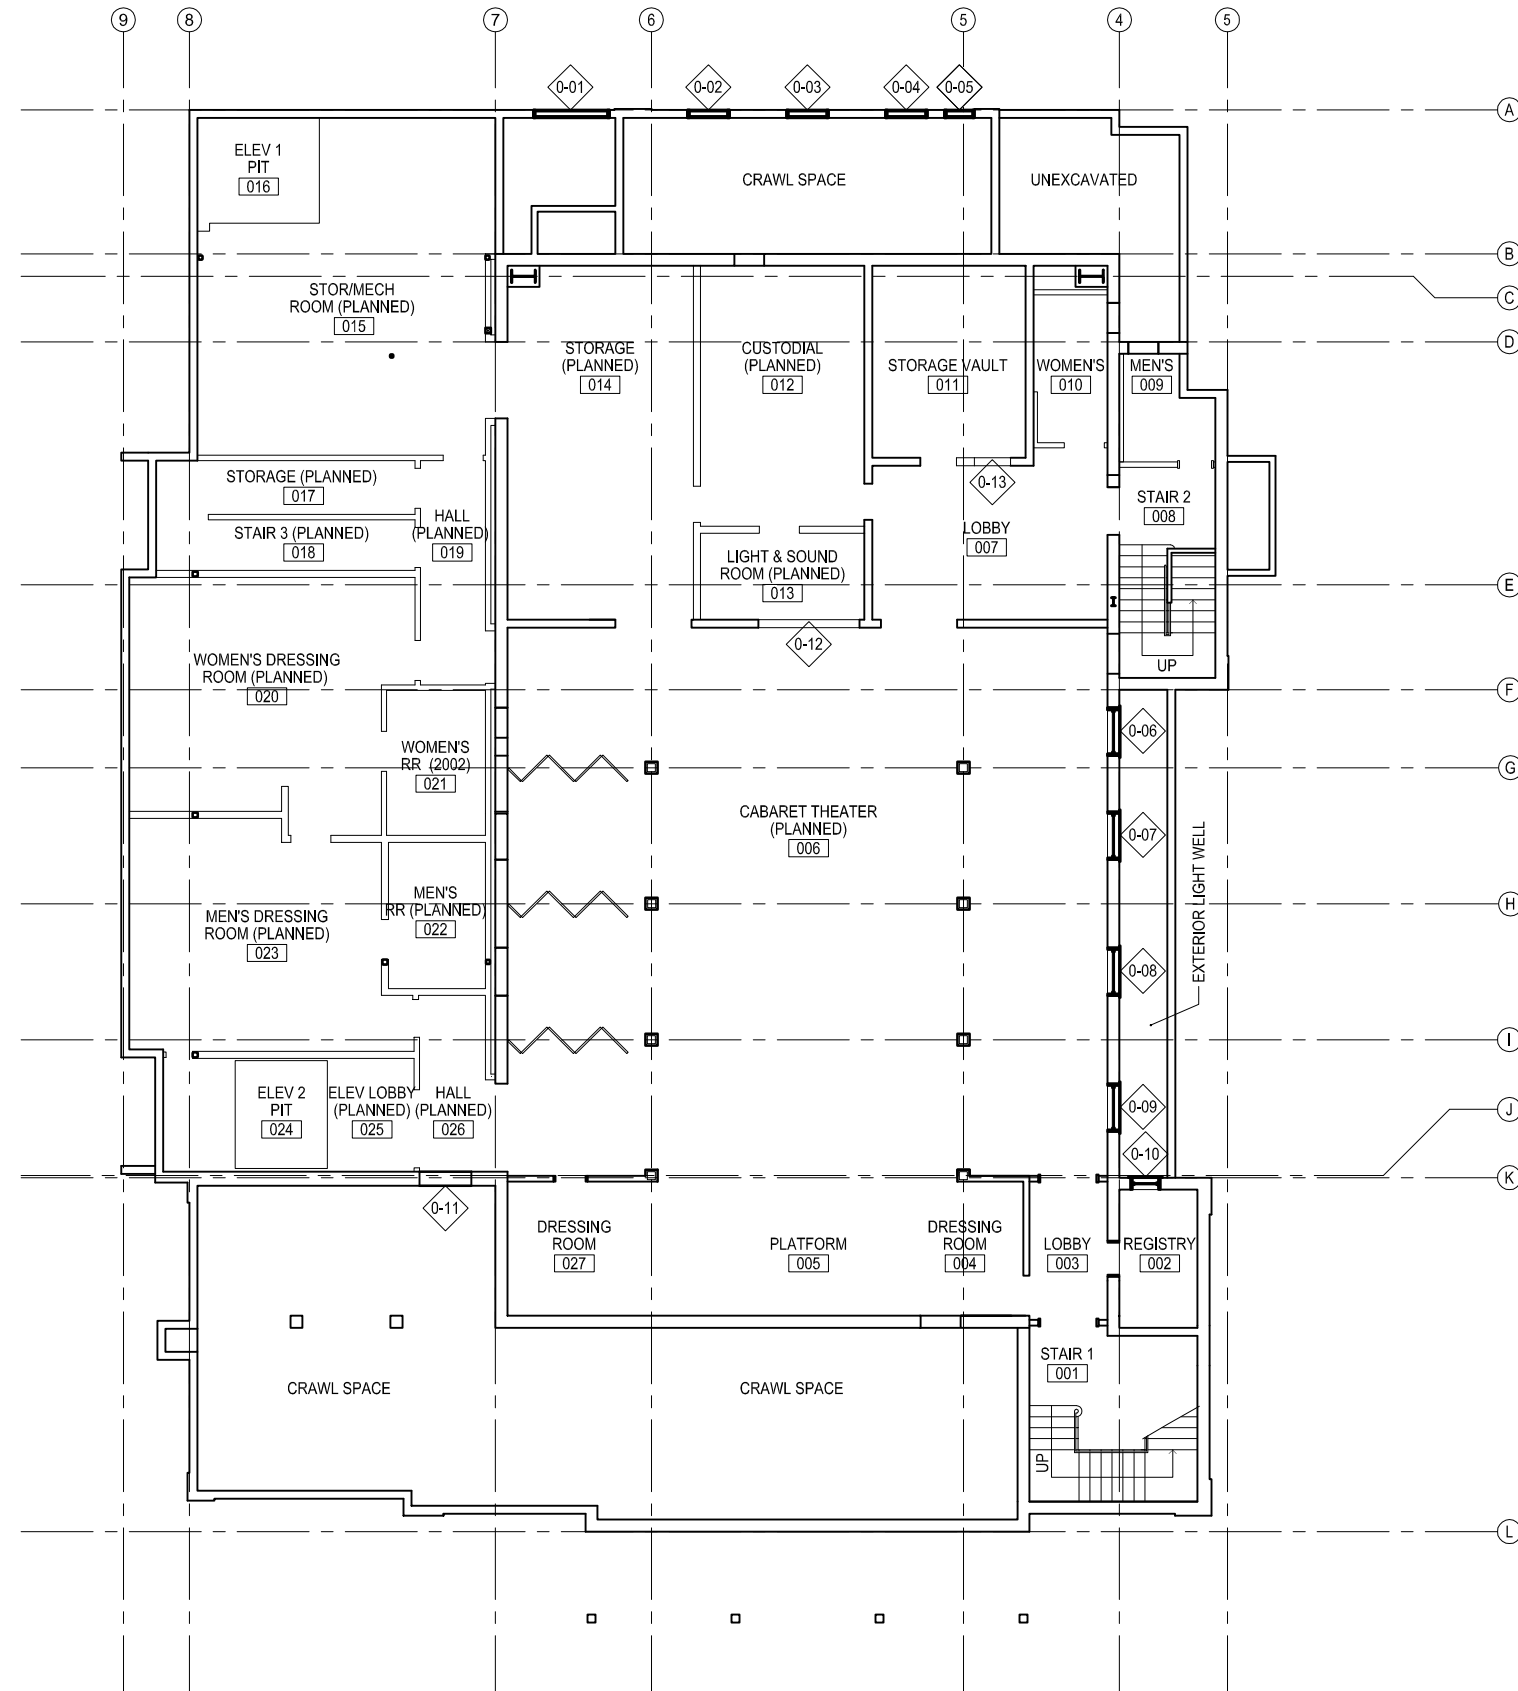 9 8 7 6 5 4 5
0-01 0-02 0-03 0-04 0-05
A
ELEV 1
PIT
016
CRAWL SPACE
UNEXCAVATED
B
C
STOR/MECH
ROOM (PLANNED)
015
D
STORAGE
(PLANNED)
014
CUSTODIAL
(PLANNED)
012
STORAGE VAULT
011
WOMEN'S
010
MEN'S
009
STORAGE (PLANNED)
017
0-13
STAIR 2
008
STAIR 3 (PLANNED)
018
HALL
(PLANNED)
019
LOBBY
007
LIGHT & SOUND
ROOM (PLANNED)
013
E
0-12
UP
WOMEN'S DRESSING
ROOM (PLANNED)
020
F
0-06
WOMEN'S
RR (2002)
021
G
CABARET THEATER
(PLANNED)
006
0-07
EXTERIOR LIGHT WELL
MEN'S
RR (PLANNED)
022
H
MEN'S DRESSING
ROOM (PLANNED)
023
0-08
I
ELEV 2
PIT
024
ELEV LOBBY
(PLANNED)
025
HALL
(PLANNED)
026
0-09
J
0-10
K
0-11
DRESSING
ROOM
027
PLATFORM
005
DRESSING
ROOM
004
LOBBY
003
REGISTRY
002
STAIR 1
001
CRAWL SPACE
CRAWL SPACE
UP
L